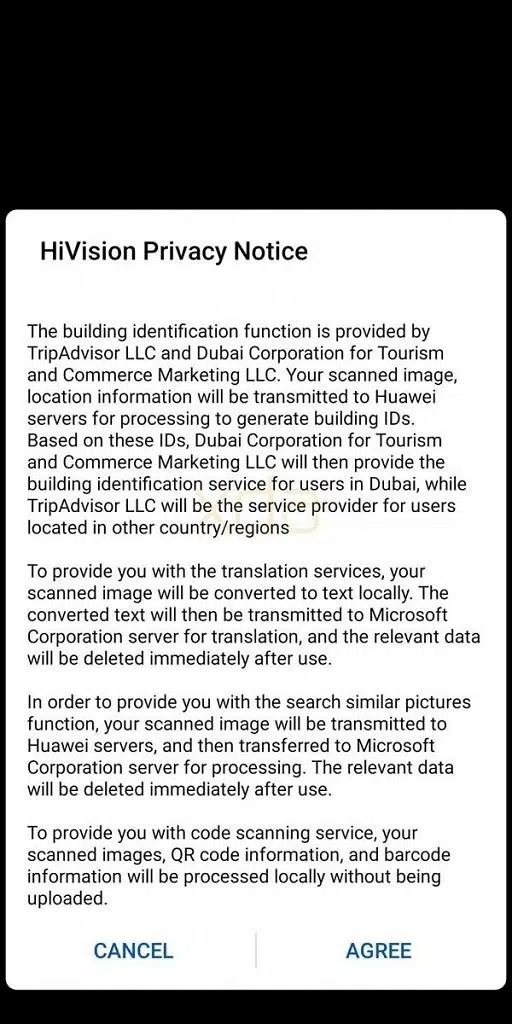 HiVision Privacy Notice
The building identification function is provided by
TripAdvisor LLC and Dubai Corporation for Tourism
and Commerce Marketing LLC. Your scanned image,
location information will be transmitted to Huawei
servers for processing to generate building IDs.
Based on these IDs, Dubai Corporation for Tourism
and Commerce Marketing LLC will then provide the
building identification service for users in Dubai, while
TripAdvisor LLC will be the service provider for users
located in other country/regions
To provide you with the translation services, your
scanned image will be converted to text locally. The
converted text will then be transmitted to Microsoft
Corporation server for translation, and the relevant data
will be deleted immediately after use.
In order to provide you with the search similar pictures
function, your scanned image will be transmitted to
Huawei servers, and then transferred to Microsoft
Corporation server for processing. The relevant data
will be deleted immediately after use.
To provide you with code scanning service, your
scanned images, QR code information, and barcode
information will be processed locally without being
uploaded.
CANCEL
AGREE